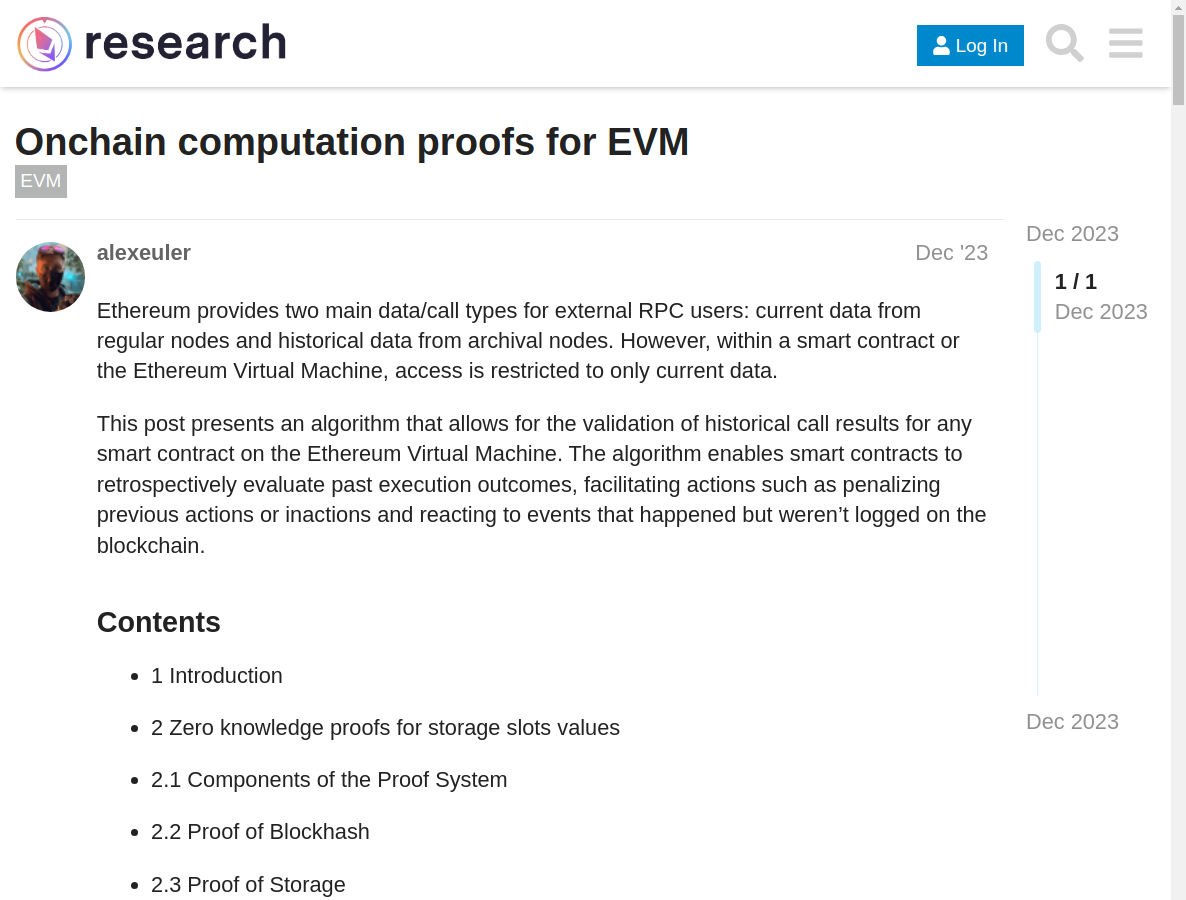 research
Log In
Onchain computation proofs for EVM
EVM
alexeuler
Dec '23
Ethereum provides two main data/call types for external RPC users: current data from
regular nodes and historical data from archival nodes. However, within a smart contract or
the Ethereum Virtual Machine, access is restricted to only current data.
This post presents an algorithm that allows for the validation of historical call results for any
smart contract on the Ethereum Virtual Machine. The algorithm enables smart contracts to
retrospectively evaluate past execution outcomes, facilitating actions such as penalizing
previous actions or inactions and reacting to events that happened but weren’t logged on the
blockchain.
Contents
1 Introduction
2 Zero knowledge proofs for storage slots values
2.1 Components of the Proof System
2.2 Proof of Blockhash
2.3 Proof of Storage
Dec 2023
1 / 1
Dec 2023
Dec 2023